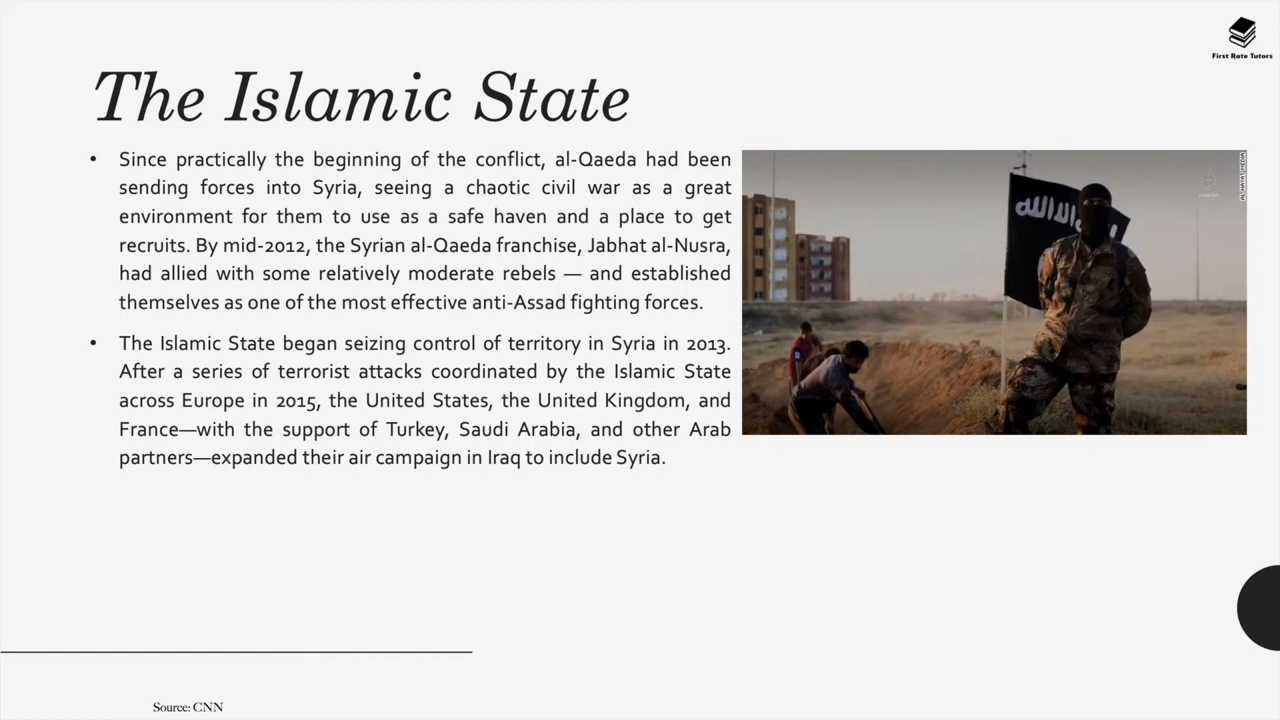 First Rate Tutors
The Islamic State
• Since practically the beginning of the conflict, al-Qaeda had been
sending forces into Syria, seeing a chaotic civil war as a great
environment for them to use as a safe haven and a place to get
recruits. By mid-2012, the Syrian al-Qaeda franchise, Jabhat al-Nusra,
had allied with some relatively moderate rebels — and established
themselves as one of the most effective anti-Assad fighting forces.
• The Islamic State began seizing control of territory in Syria in 2013.
After a series of terrorist attacks coordinated by the Islamic State
across Europe in 2015, the United States, the United Kingdom, and
France—with the support of Turkey, Saudi Arabia, and other Arab
partners—expanded their air campaign in Iraq to include Syria.
Source: CNN